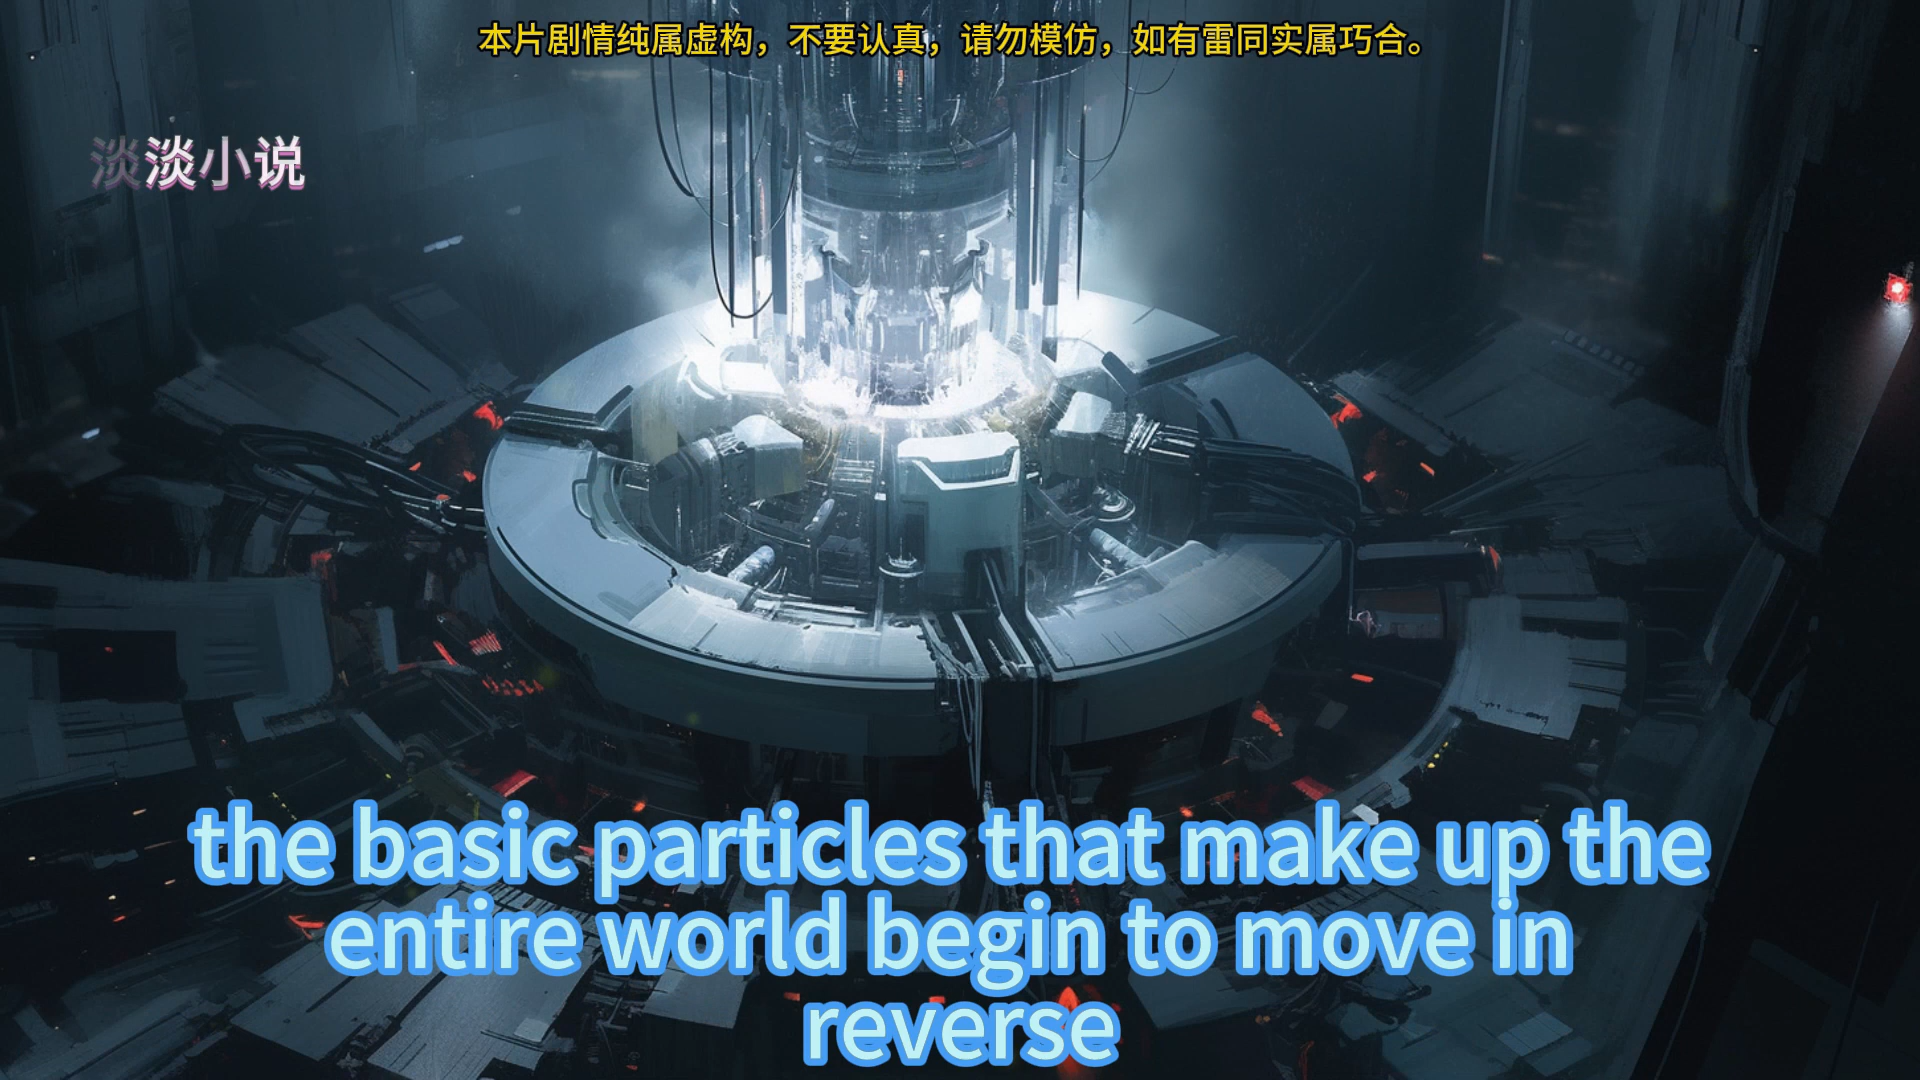 本片剧情纯属虚构，不要认真，请勿模仿，如有雷同实属巧合。
淡淡小说
the basic particles that make up the
entire world begin to move in
reverse